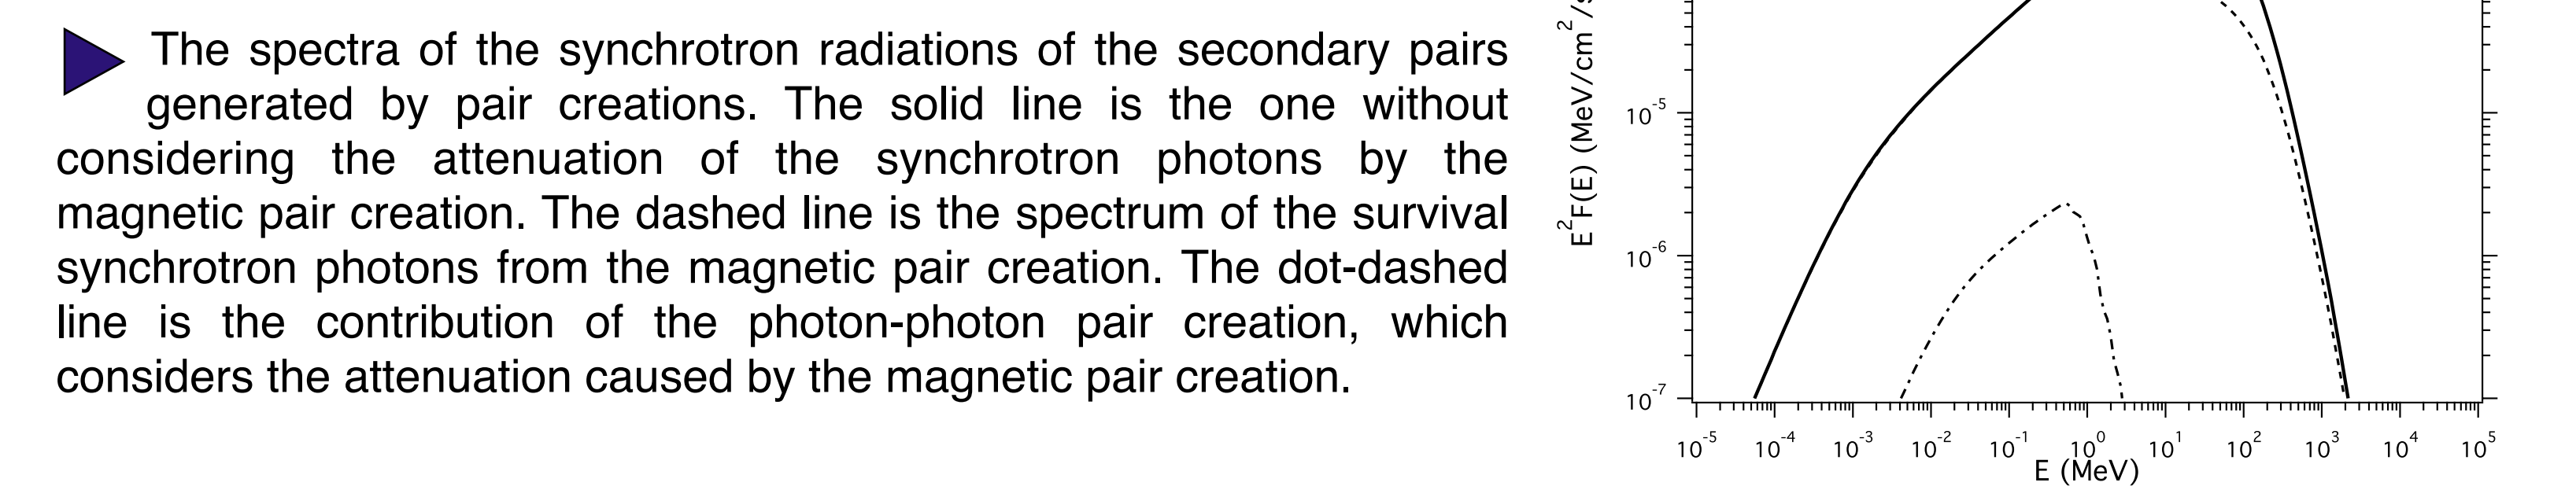 The spectra of the synchrotron radiations of the secondary pairs
generated by pair creations. The solid line is the one without
considering the attenuation of the synchrotron photons by the
magnetic pair creation. The dashed line is the spectrum of the survival
synchrotron photons from the magnetic pair creation. The dot-dashed
line is the contribution of the photon-photon pair creation, which
considers the attenuation caused by the magnetic pair creation.
E²F(E) (MeV/cm²/s
10⁻⁵
10⁻⁶
10⁻⁷
10⁻⁵ 10⁻⁴ 10⁻³ 10⁻² 10⁻¹ 10⁰ 10¹ 10² 10³ 10⁴ 10⁵
E (MeV)